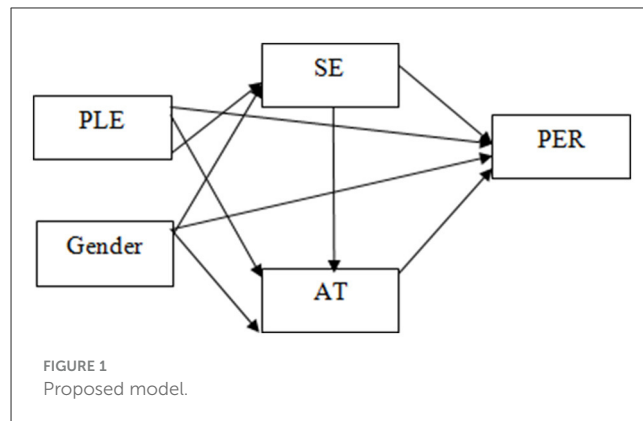 SE
PLE
PER
Gender
AT
FIGURE 1
Proposed model.